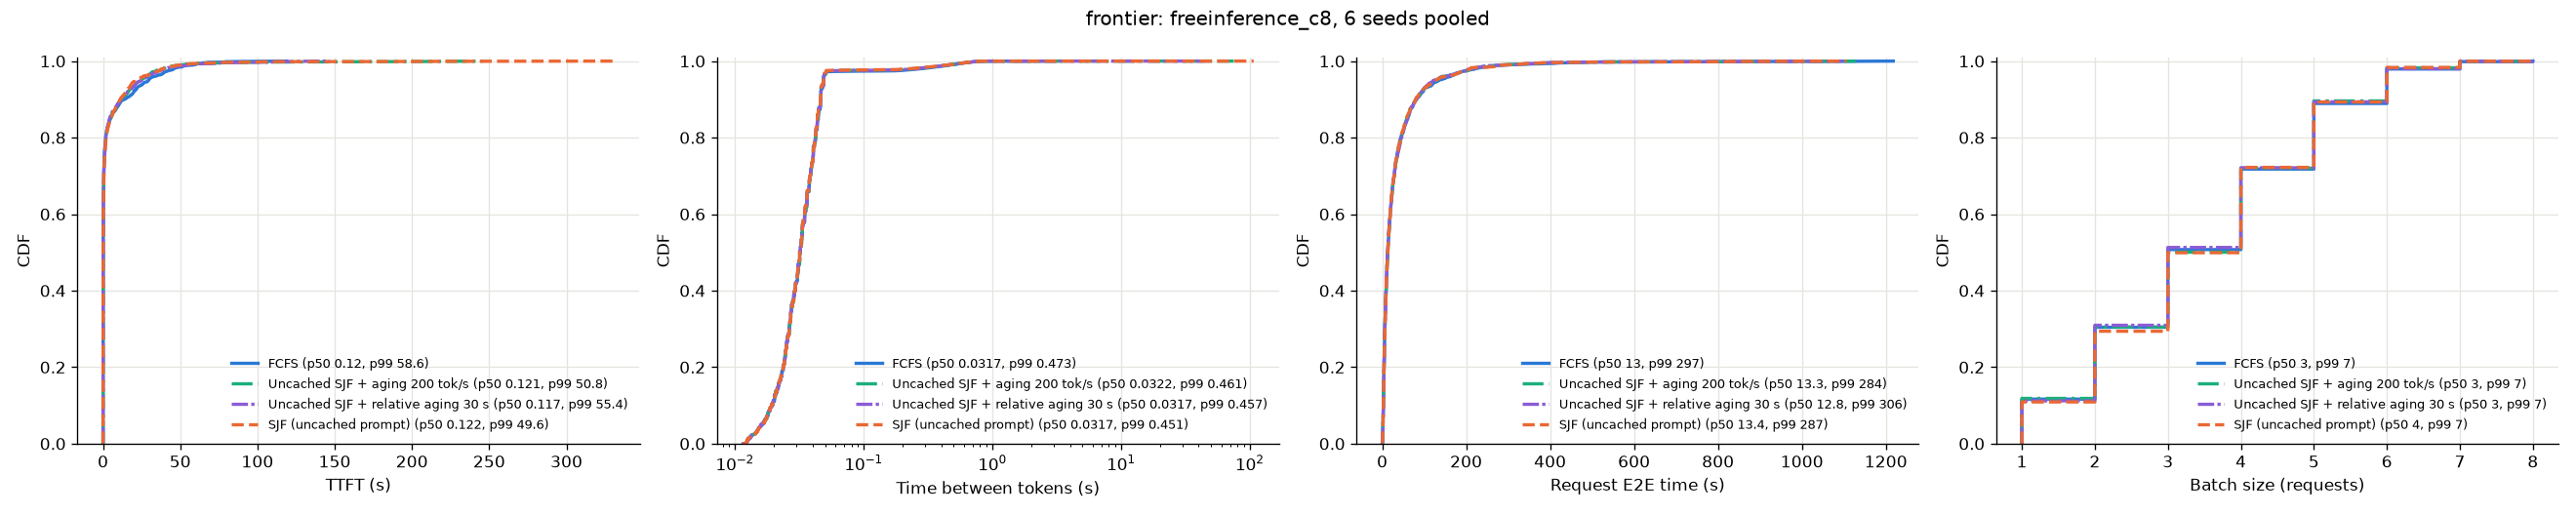 frontier: freeinference_c8, 6 seeds pooled
CDF
1.0
0.8
0.6
0.4
0.2
0.0
FCFS (p50 0.12, p99 58.6)
Uncached SJF + aging 200 tok/s (p50 0.121, p99 50.8)
Uncached SJF + relative aging 30 s (p50 0.117, p99 55.4)
SJF (uncached prompt) (p50 0.122, p99 49.6)
0 50 100 150 200 250 300
TTFT (s)
CDF
1.0
0.8
0.6
0.4
0.2
0.0
FCFS (p50 0.0317, p99 0.473)
Uncached SJF + aging 200 tok/s (p50 0.0322, p99 0.461)
Uncached SJF + relative aging 30 s (p50 0.0317, p99 0.457)
SJF (uncached prompt) (p50 0.0317, p99 0.451)
10⁻² 10⁻¹ 10⁰ 10¹ 10²
Time between tokens (s)
CDF
1.0
0.8
0.6
0.4
0.2
0.0
FCFS (p50 13, p99 297)
Uncached SJF + aging 200 tok/s (p50 13.3, p99 284)
Uncached SJF + relative aging 30 s (p50 12.8, p99 306)
SJF (uncached prompt) (p50 13.4, p99 287)
0 200 400 600 800 1000 1200
Request E2E time (s)
CDF
1.0
0.8
0.6
0.4
0.2
0.0
FCFS (p50 3, p99 7)
Uncached SJF + aging 200 tok/s (p50 3, p99 7)
Uncached SJF + relative aging 30 s (p50 3, p99 7)
SJF (uncached prompt) (p50 4, p99 7)
1 2 3 4 5 6 7 8
Batch size (requests)